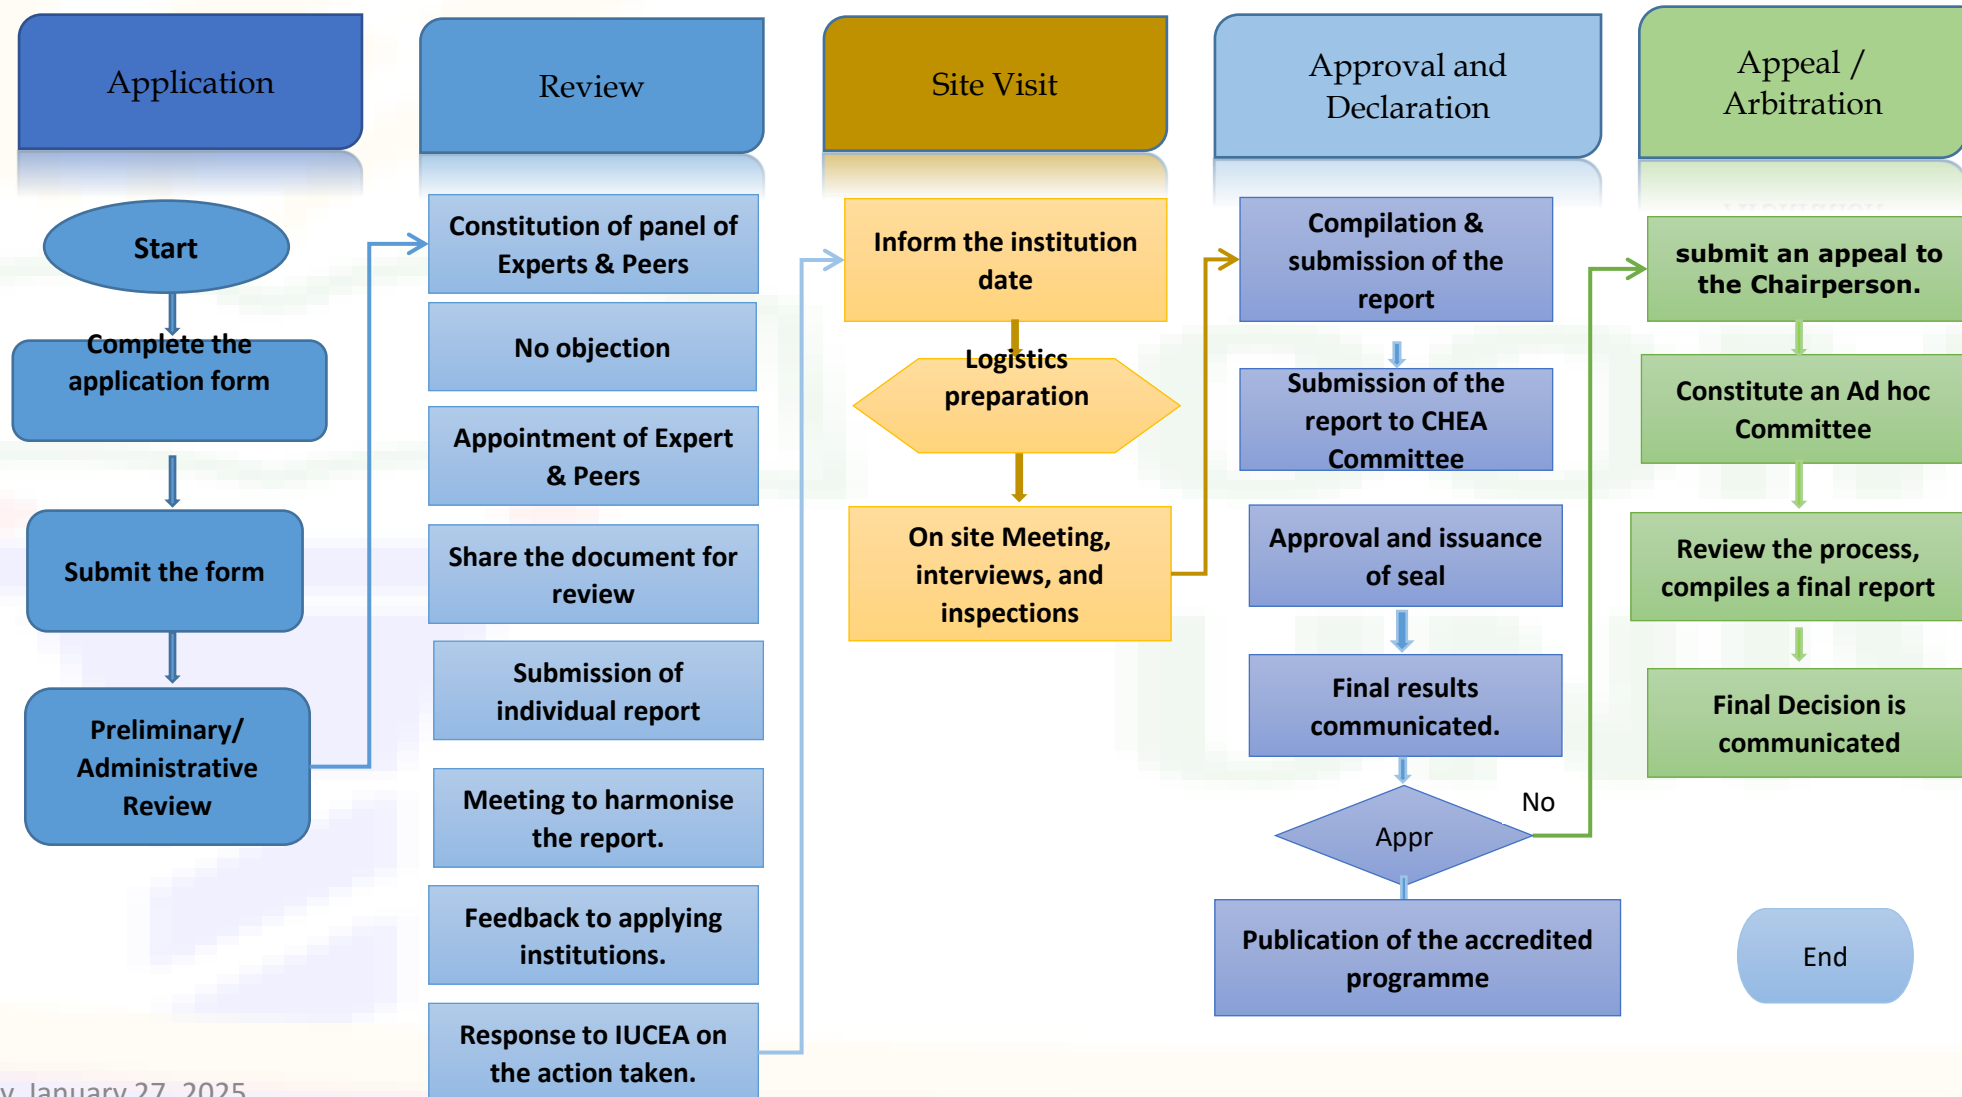 Application
Review
Site Visit
Approval and
Declaration
Appeal /
Arbitration
Start
Complete the
application form
Submit the form
Preliminary/
Administrative
Review
Constitution of panel of
Experts & Peers
No objection
Appointment of Expert
& Peers
Share the document for
review
Submission of
individual report
Meeting to harmonise
the report.
Feedback to applying
institutions.
Response to IUCEA on
the action taken.
Inform the institution
date
Logistics
preparation
On site Meeting,
interviews, and
inspections
Compilation &
submission of the
report
Submission of the
report to CHEA
Committee
Approval and issuance
of seal
Final results
communicated.
Appr
No
Publication of the accredited
programme
submit an appeal to
the Chairperson.
Constitute an Ad hoc
Committee
Review the process,
compiles a final report
Final Decision is
communicated
End
y, January 27, 2025